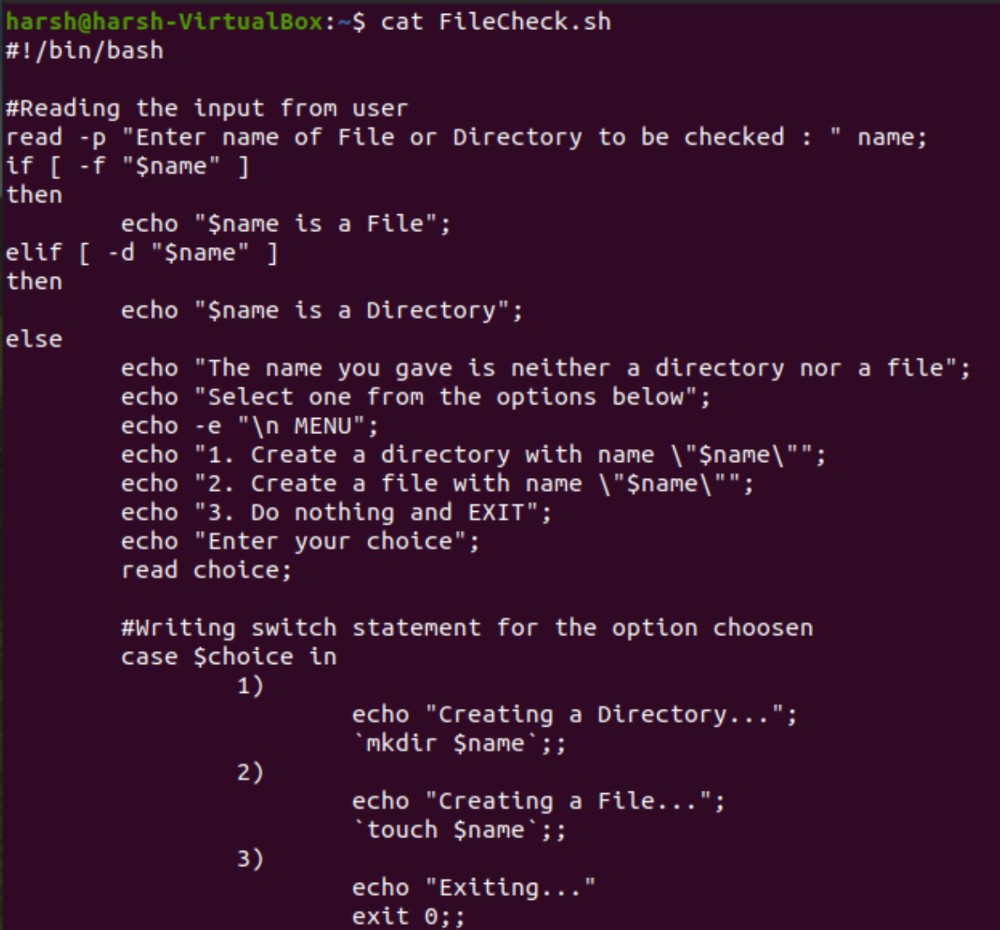 harsh@harsh-VirtualBox:~$ cat FileCheck.sh
#!/bin/bash

#Reading the input from user
read -p "Enter name of File or Directory to be checked : " name;
if [ -f "$name" ]
then
        echo "$name is a File";
elif [ -d "$name" ]
then
        echo "$name is a Directory";
else
        echo "The name you gave is neither a directory nor a file";
        echo "Select one from the options below";
        echo -e "\n MENU";
        echo "1. Create a directory with name \"$name\"";
        echo "2. Create a file with name \"$name\"";
        echo "3. Do nothing and EXIT";
        echo "Enter your choice";
        read choice;

        #Writing switch statement for the option choosen
        case $choice in
                1)
                        echo "Creating a Directory...";
                        `mkdir $name`;;
                2)
                        echo "Creating a File...";
                        `touch $name`;;
                3)
                        echo "Exiting..."
                        exit 0;;